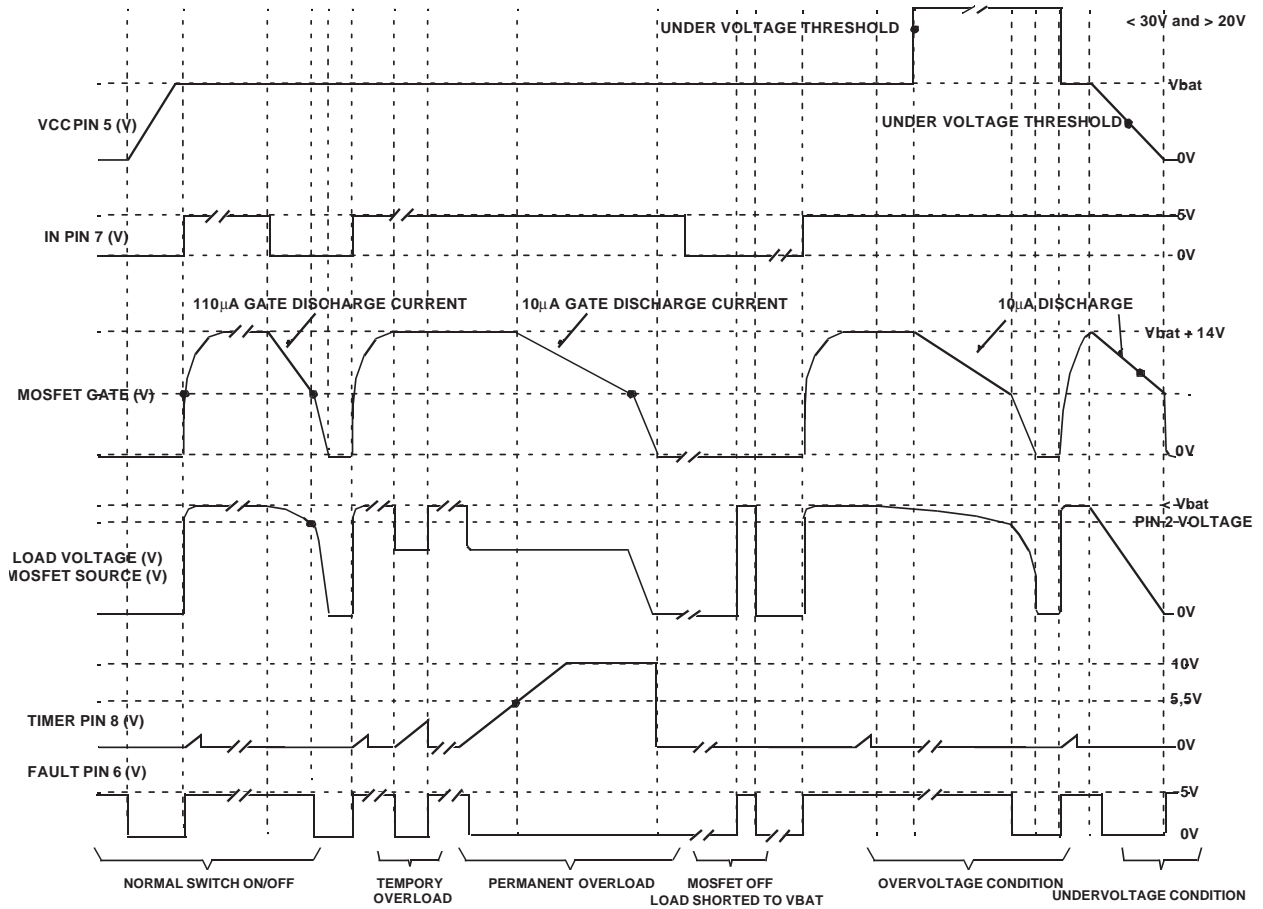 < 30V and > 20V
UNDER VOLTAGE THRESHOLD
Vbat
VCC PIN 5 (V)
UNDER VOLTAGE THRESHOLD
0V
5V
IN PIN 7 (V)
0V
110µA GATE DISCHARGE CURRENT
10µA GATE DISCHARGE CURRENT
10µA DISCHARGE
Vbat + 14V
MOSFET GATE (V)
0V
< Vbat
PIN 2 VOLTAGE
LOAD VOLTAGE (V)
MOSFET SOURCE (V)
0V
10V
5,5V
TIMER PIN 8 (V)
0V
FAULT PIN 6 (V)
5V
0V
NORMAL SWITCH ON/OFF
TEMPORY
OVERLOAD
PERMANENT OVERLOAD
MOSFET OFF
LOAD SHORTED TO VBAT
OVERVOLTAGE CONDITION
UNDERVOLTAGE CONDITION